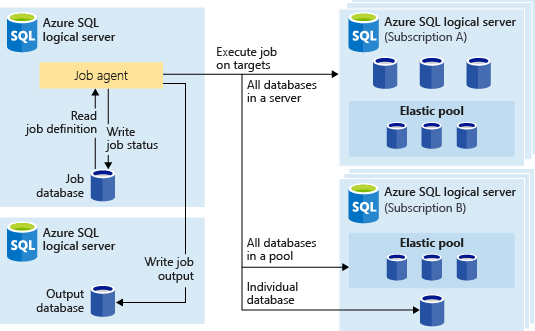 Azure SQL
logical server
SQL
Job agent
Read
job definition
Write
job status
Job
database
Azure SQL
logical server
SQL
Write job
output
Output
database
Execute job
on targets
All databases
in a server
All databases
in a pool
Individual
database
Azure SQL logical server
(Subscription A)
SQL
Elastic pool
Azure SQL logical server
(Subscription B)
SQL
Elastic pool